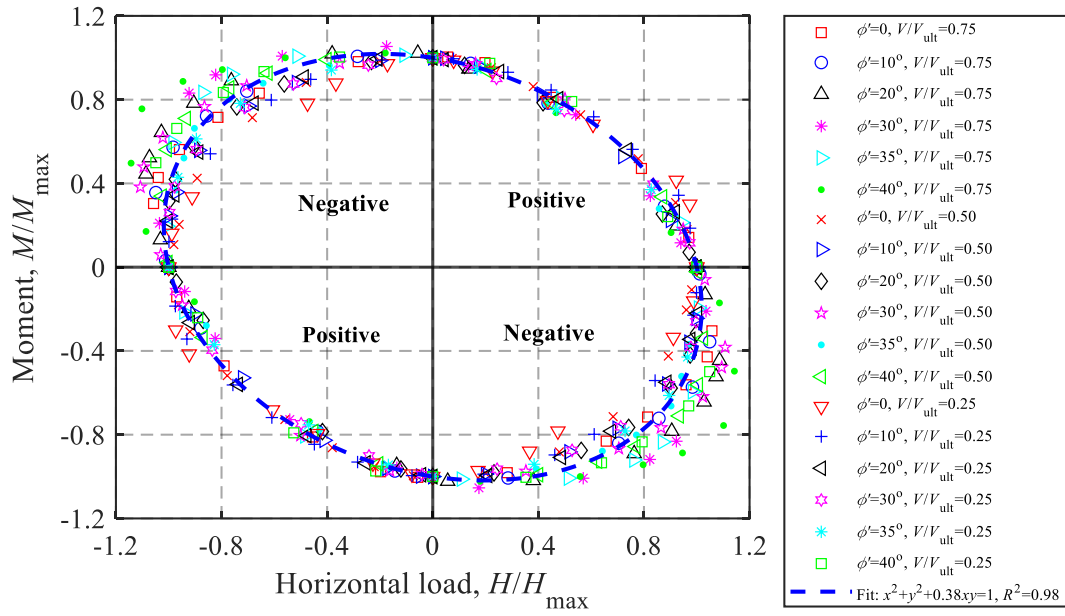 1.2
0.8
0.4
0
-0.4
-0.8
-1.2
Moment, M/Mmax
-1.2 -0.8 -0.4 0 0.4 0.8 1.2
Horizontal load, H/Hmax
Negative
Positive
Positive
Negative
ϕ'=0, V/Vult=0.75
ϕ'=10°, V/Vult=0.75
ϕ'=20°, V/Vult=0.75
ϕ'=30°, V/Vult=0.75
ϕ'=35°, V/Vult=0.75
ϕ'=40°, V/Vult=0.75
ϕ'=0, V/Vult=0.50
ϕ'=10°, V/Vult=0.50
ϕ'=20°, V/Vult=0.50
ϕ'=30°, V/Vult=0.50
ϕ'=35°, V/Vult=0.50
ϕ'=40°, V/Vult=0.50
ϕ'=0, V/Vult=0.25
ϕ'=10°, V/Vult=0.25
ϕ'=20°, V/Vult=0.25
ϕ'=30°, V/Vult=0.25
ϕ'=35°, V/Vult=0.25
ϕ'=40°, V/Vult=0.25
Fit: x²+y²+0.38xy=1, R²=0.98